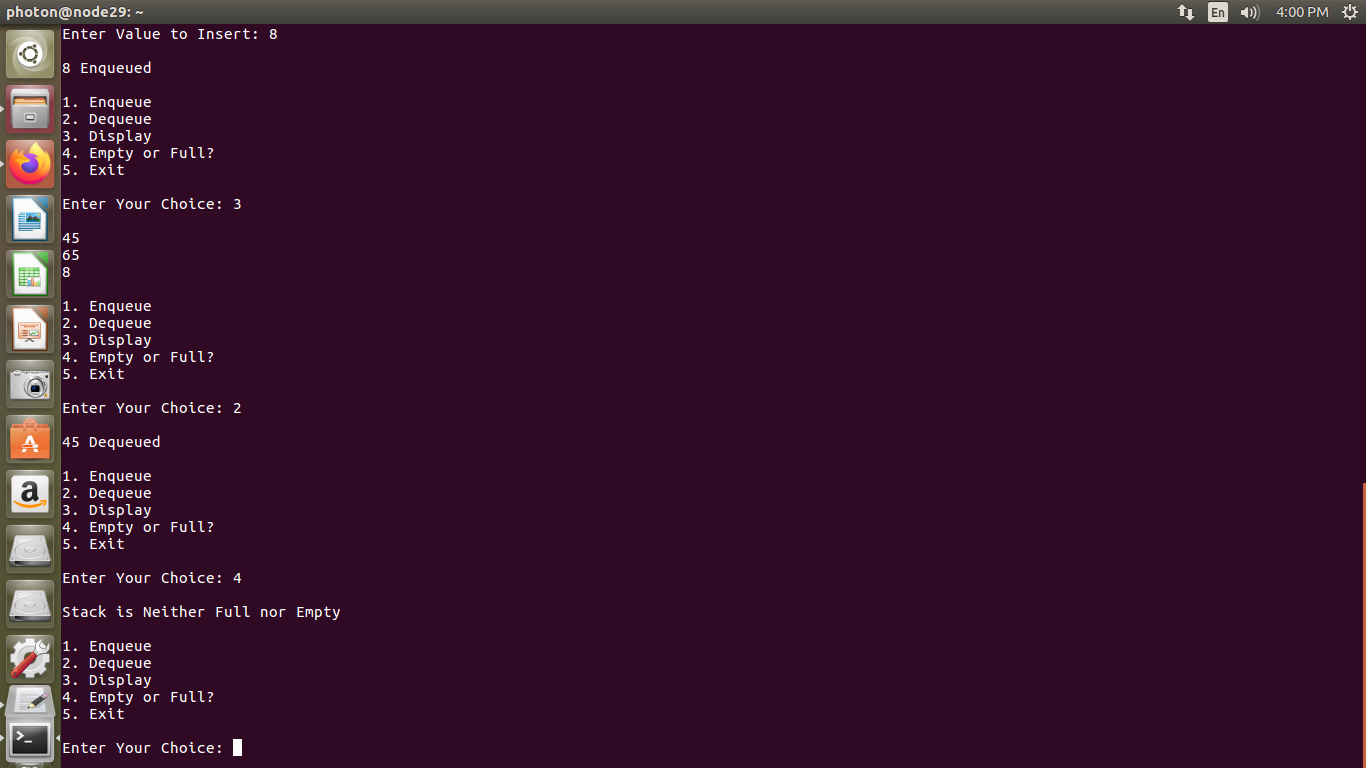 photon@node29: ~
En
4:00 PM
Enter Value to Insert: 8
8 Enqueued
1. Enqueue
2. Dequeue
3. Display
4. Empty or Full?
5. Exit
Enter Your Choice: 3
45
65
8
1. Enqueue
2. Dequeue
3. Display
4. Empty or Full?
5. Exit
Enter Your Choice: 2
45 Dequeued
1. Enqueue
2. Dequeue
3. Display
4. Empty or Full?
5. Exit
Enter Your Choice: 4
Stack is Neither Full nor Empty
1. Enqueue
2. Dequeue
3. Display
4. Empty or Full?
5. Exit
Enter Your Choice: